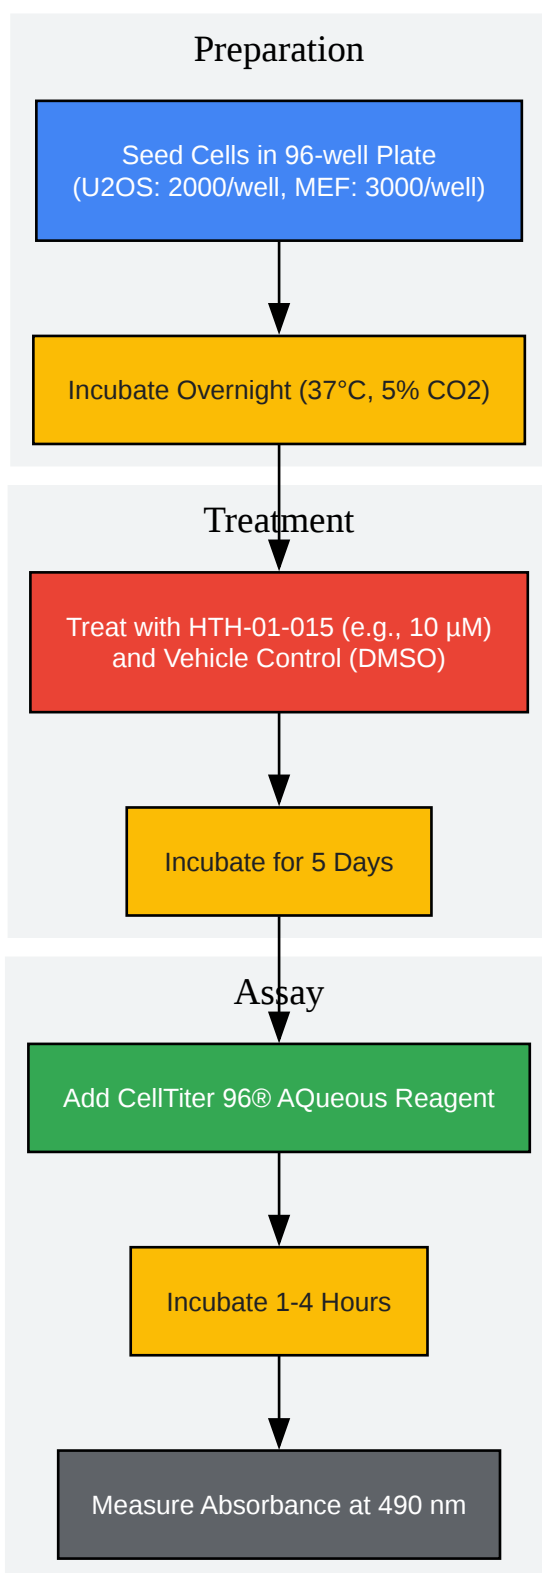 Preparation
Seed Cells in 96-well Plate
(U2OS: 2000/well, MEF: 3000/well)
Incubate Overnight (37°C, 5% CO2)
Treatment
Treat with HTH-01-015 (e.g., 10 µM)
and Vehicle Control (DMSO)
Incubate for 5 Days
Assay
Add CellTiter 96® AQueous Reagent
Incubate 1-4 Hours
Measure Absorbance at 490 nm